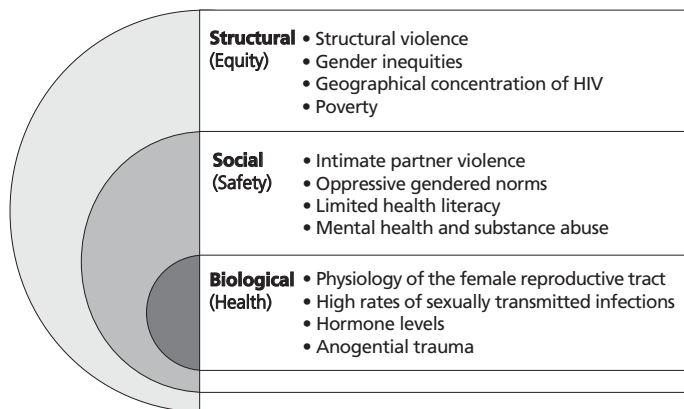 Structural • Structural violence
(Equity) • Gender inequities
• Geographical concentration of HIV
• Poverty
Social • Intimate partner violence
(Safety) • Oppressive gendered norms
• Limited health literacy
• Mental health and substance abuse
Biological • Physiology of the female reproductive tract
(Health) • High rates of sexually transmitted infections
• Hormone levels
• Anogential trauma